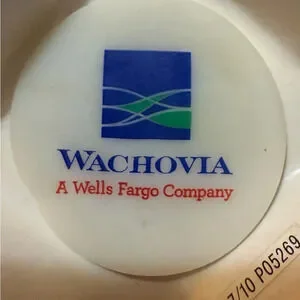 WACHOVIA
A Wells Fargo Company
7/10 P05269